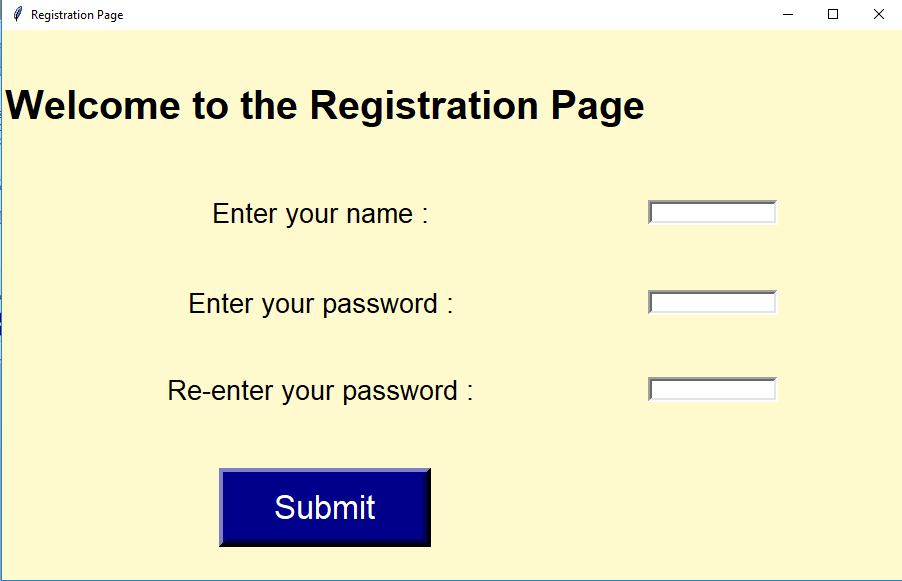 Registration Page
Welcome to the Registration Page
Enter your name :
Enter your password :
Re-enter your password :
Submit